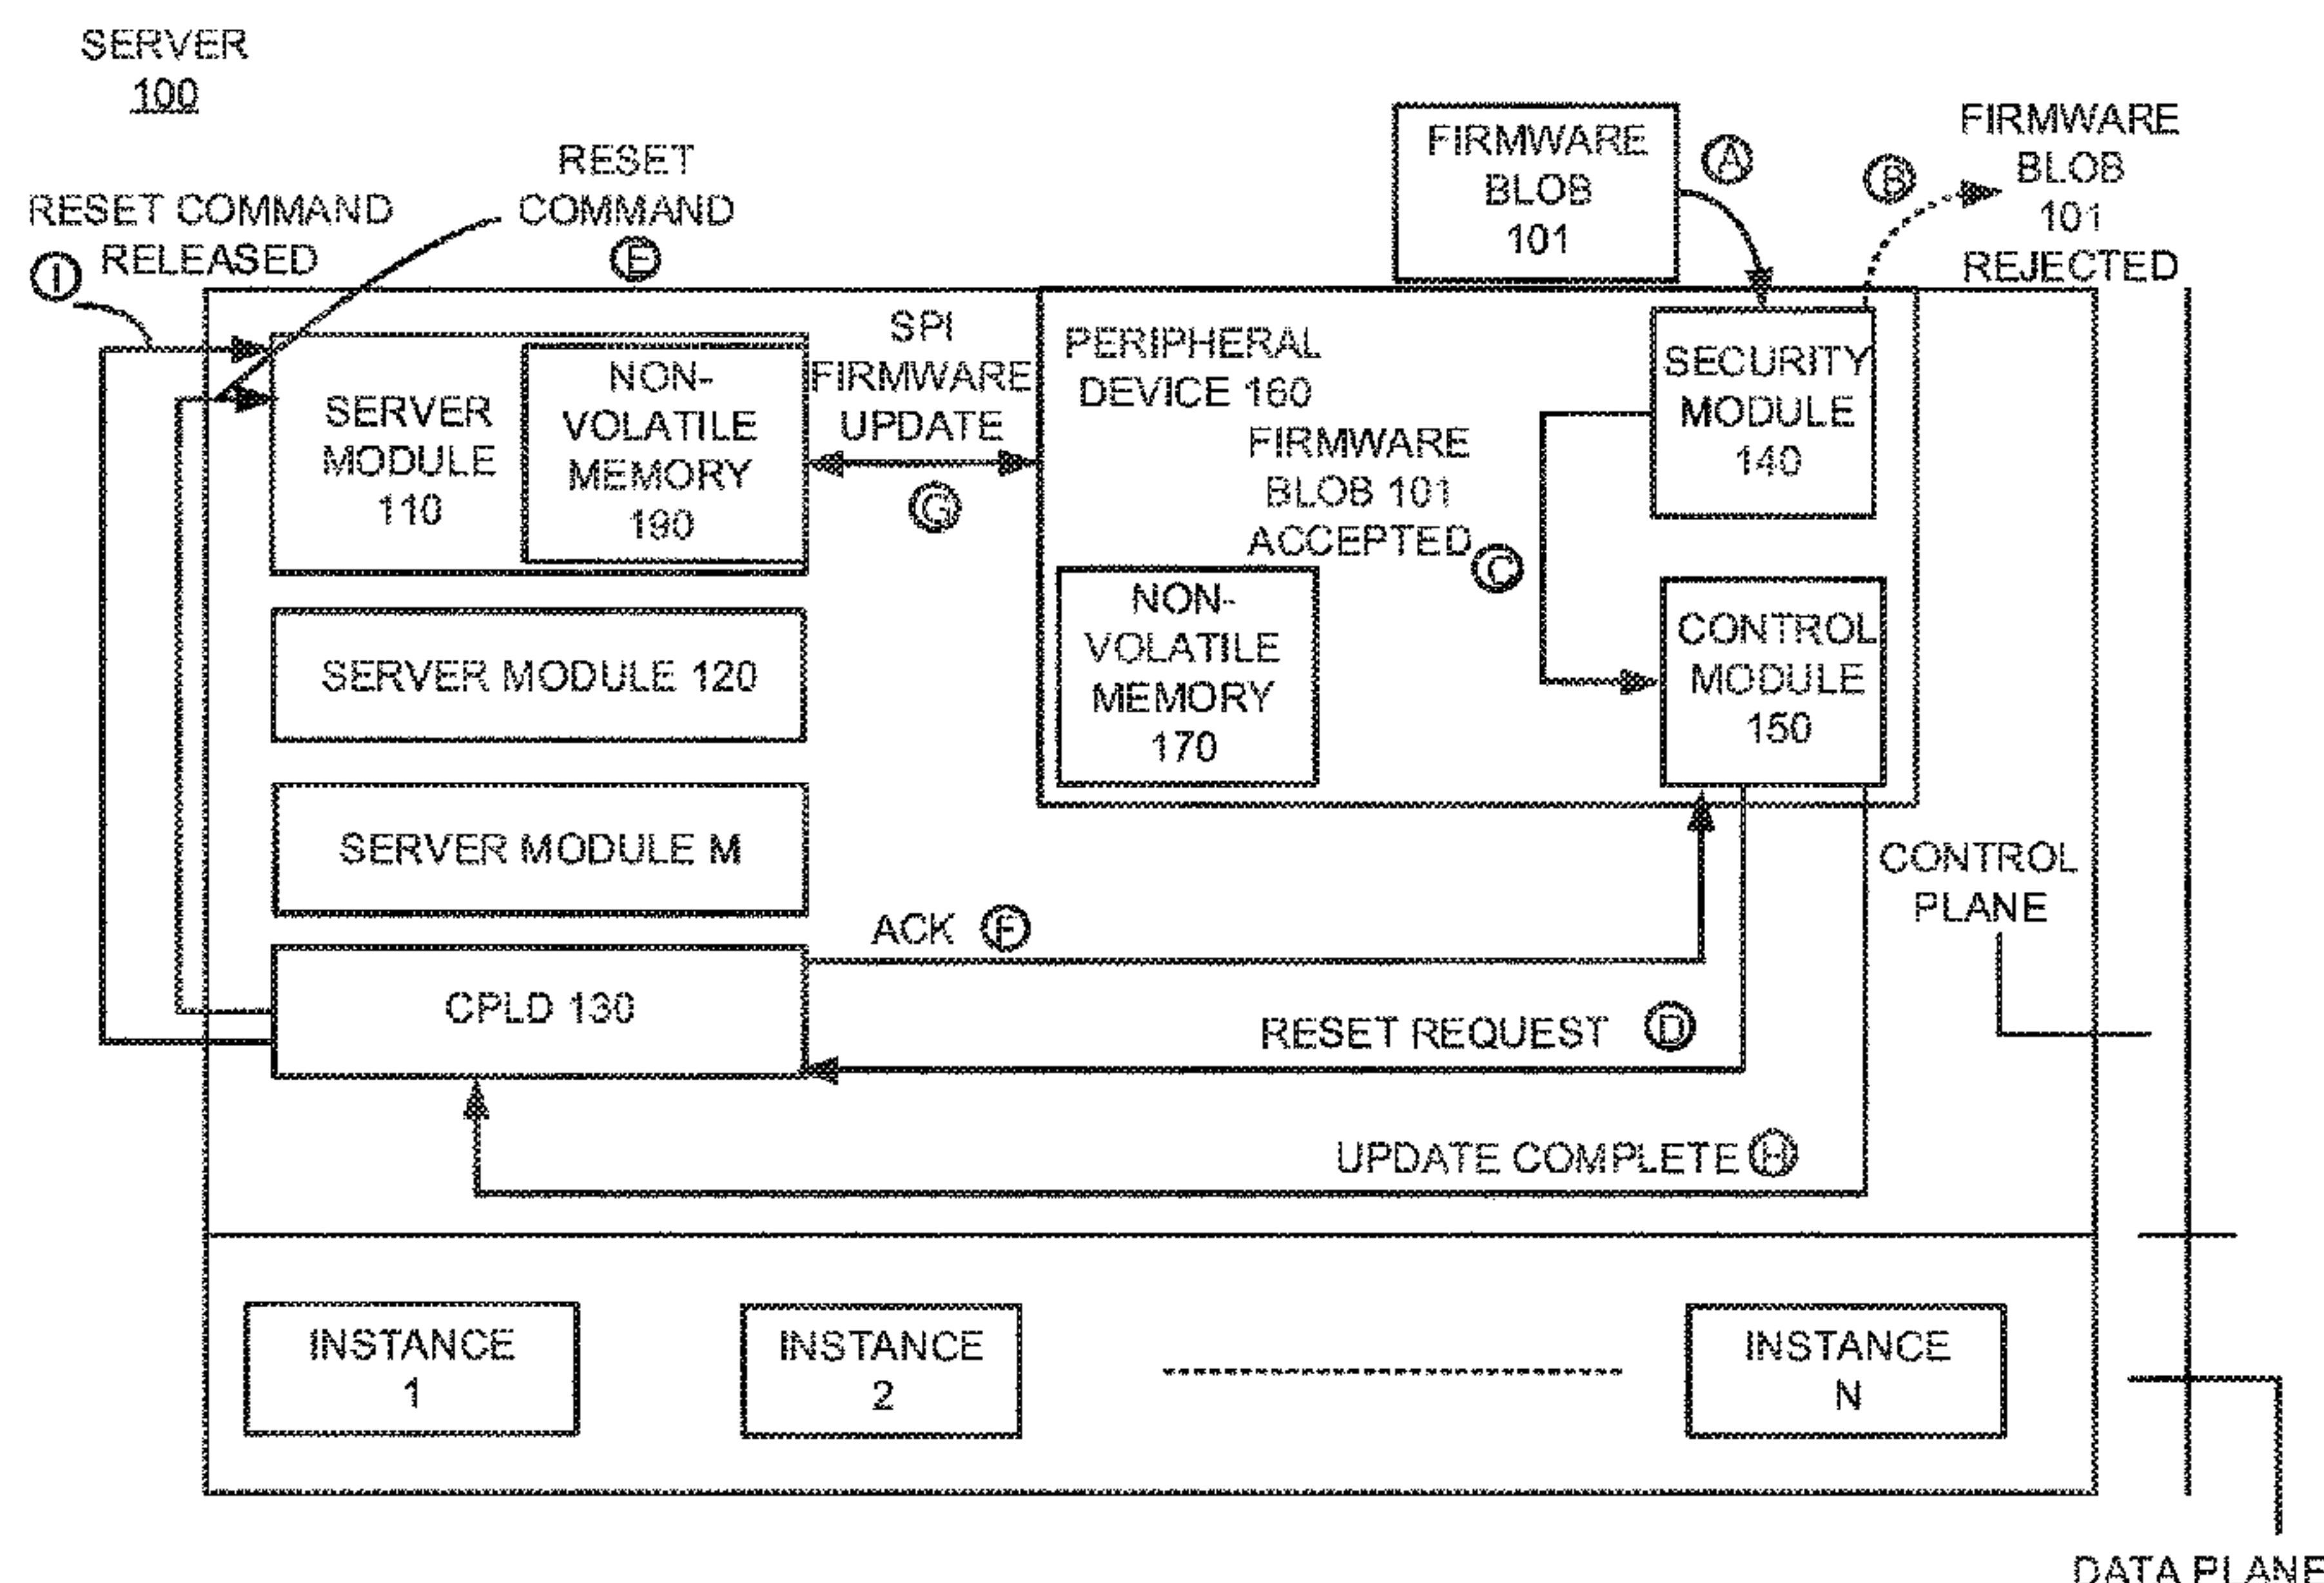 SERVER
100
RESET COMMAND
RELEASED
I
RESET
COMMAND
E
FIRMWARE
BLOB
101
A
B
FIRMWARE
BLOB
101
REJECTED
SERVER
MODULE
110
NON-
VOLATILE
MEMORY
190
SPI
FIRMWARE
UPDATE
G
PERIPHERAL
DEVICE 160
FIRMWARE
BLOB 101
ACCEPTED
C
SECURITY
MODULE
140
NON-
VOLATILE
MEMORY
170
CONTROL
MODULE
150
SERVER MODULE 120
SERVER MODULE M
CONTROL
PLANE
ACK F
CPLD 130
RESET REQUEST D
UPDATE COMPLETE H
INSTANCE
1
INSTANCE
2
INSTANCE
N
DATA PLANE